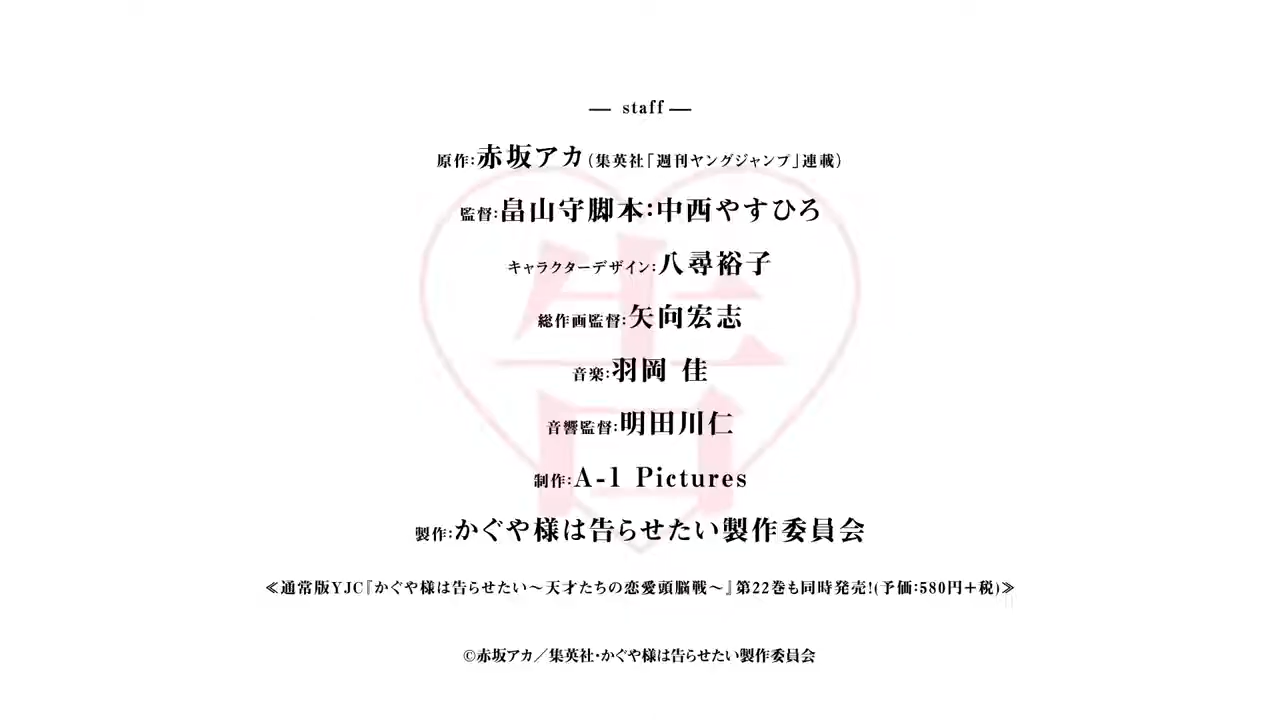 — staff —
原作:赤坂アカ(集英社「週刊ヤングジャンプ」連載)
監督:畠山守脚本:中西やすひろ
キャラクターデザイン:八尋裕子
総作画監督:矢向宏志
音楽:羽岡 佳
音響監督:明田川仁
制作:A-1 Pictures
製作:かぐや様は告らせたい製作委員会
≪通常版YJC『かぐや様は告らせたい～天才たちの恋愛頭脳戦～』第22巻も同時発売!(予価:580円+税)≫
©赤坂アカ/集英社・かぐや様は告らせたい製作委員会
告